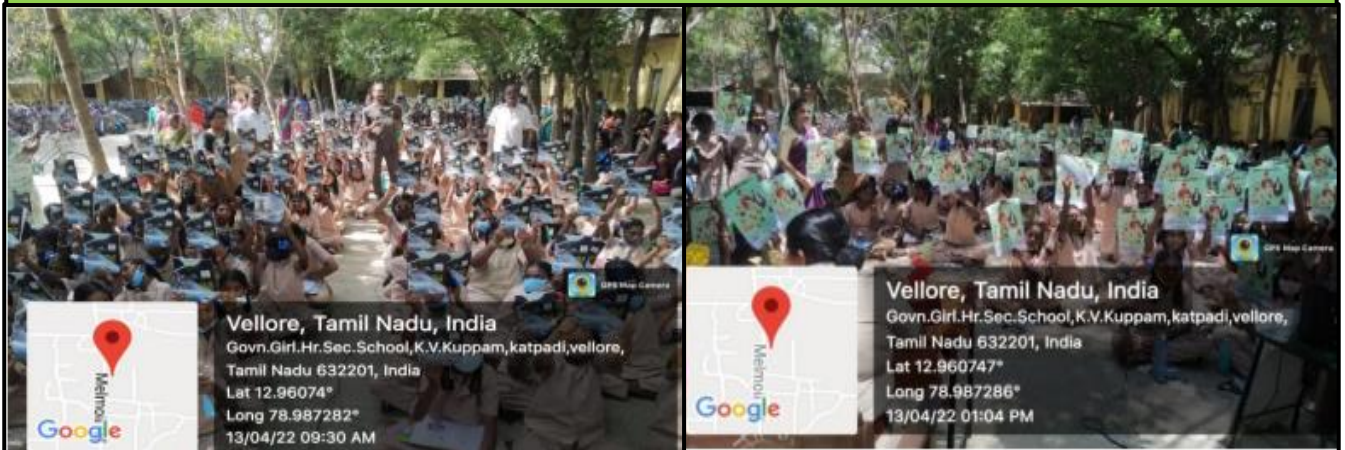 GPS Map Camera
Vellore, Tamil Nadu, India
Govn.Girl.Hr.Sec.School,K.V.Kuppam,katpadi,vellore,
Tamil Nadu 632201, India
Lat 12.96074°
Long 78.987282°
13/04/22 09:30 AM
Melmoi
Google
GPS Map Camera
Vellore, Tamil Nadu, India
Govn.Girl.Hr.Sec.School,K.V.Kuppam,katpadi,vellore,
Tamil Nadu 632201, India
Lat 12.960747°
Long 78.987286°
13/04/22 01:04 PM
Melmoi
Google